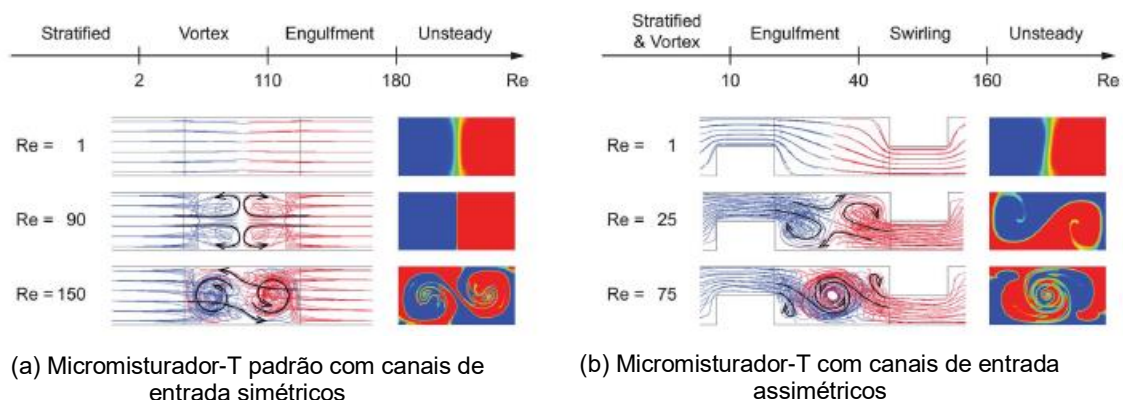 Stratified Vortex Engulfment Unsteady
2 110 180 Re
Re = 1
Re = 90
Re = 150
(a) Micromisturador-T padrão com canais de
entrada simétricos
Stratified
& Vortex Engulfment Swirling Unsteady
10 40 160 Re
Re = 1
Re = 25
Re = 75
(b) Micromisturador-T com canais de entrada
assimétricos